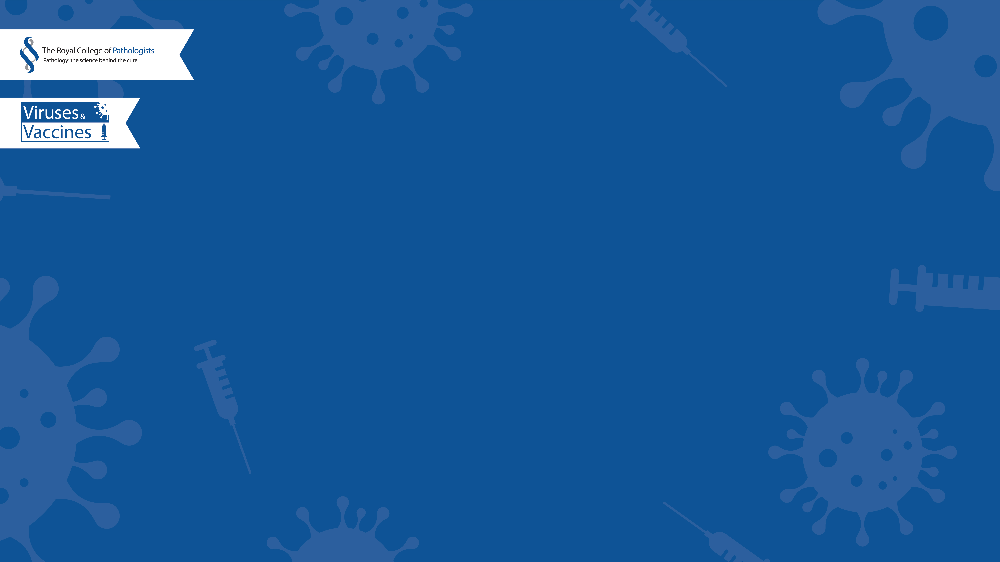 The Royal College of Pathologists
Pathology: the science behind the cure
Viruses &
Vaccines